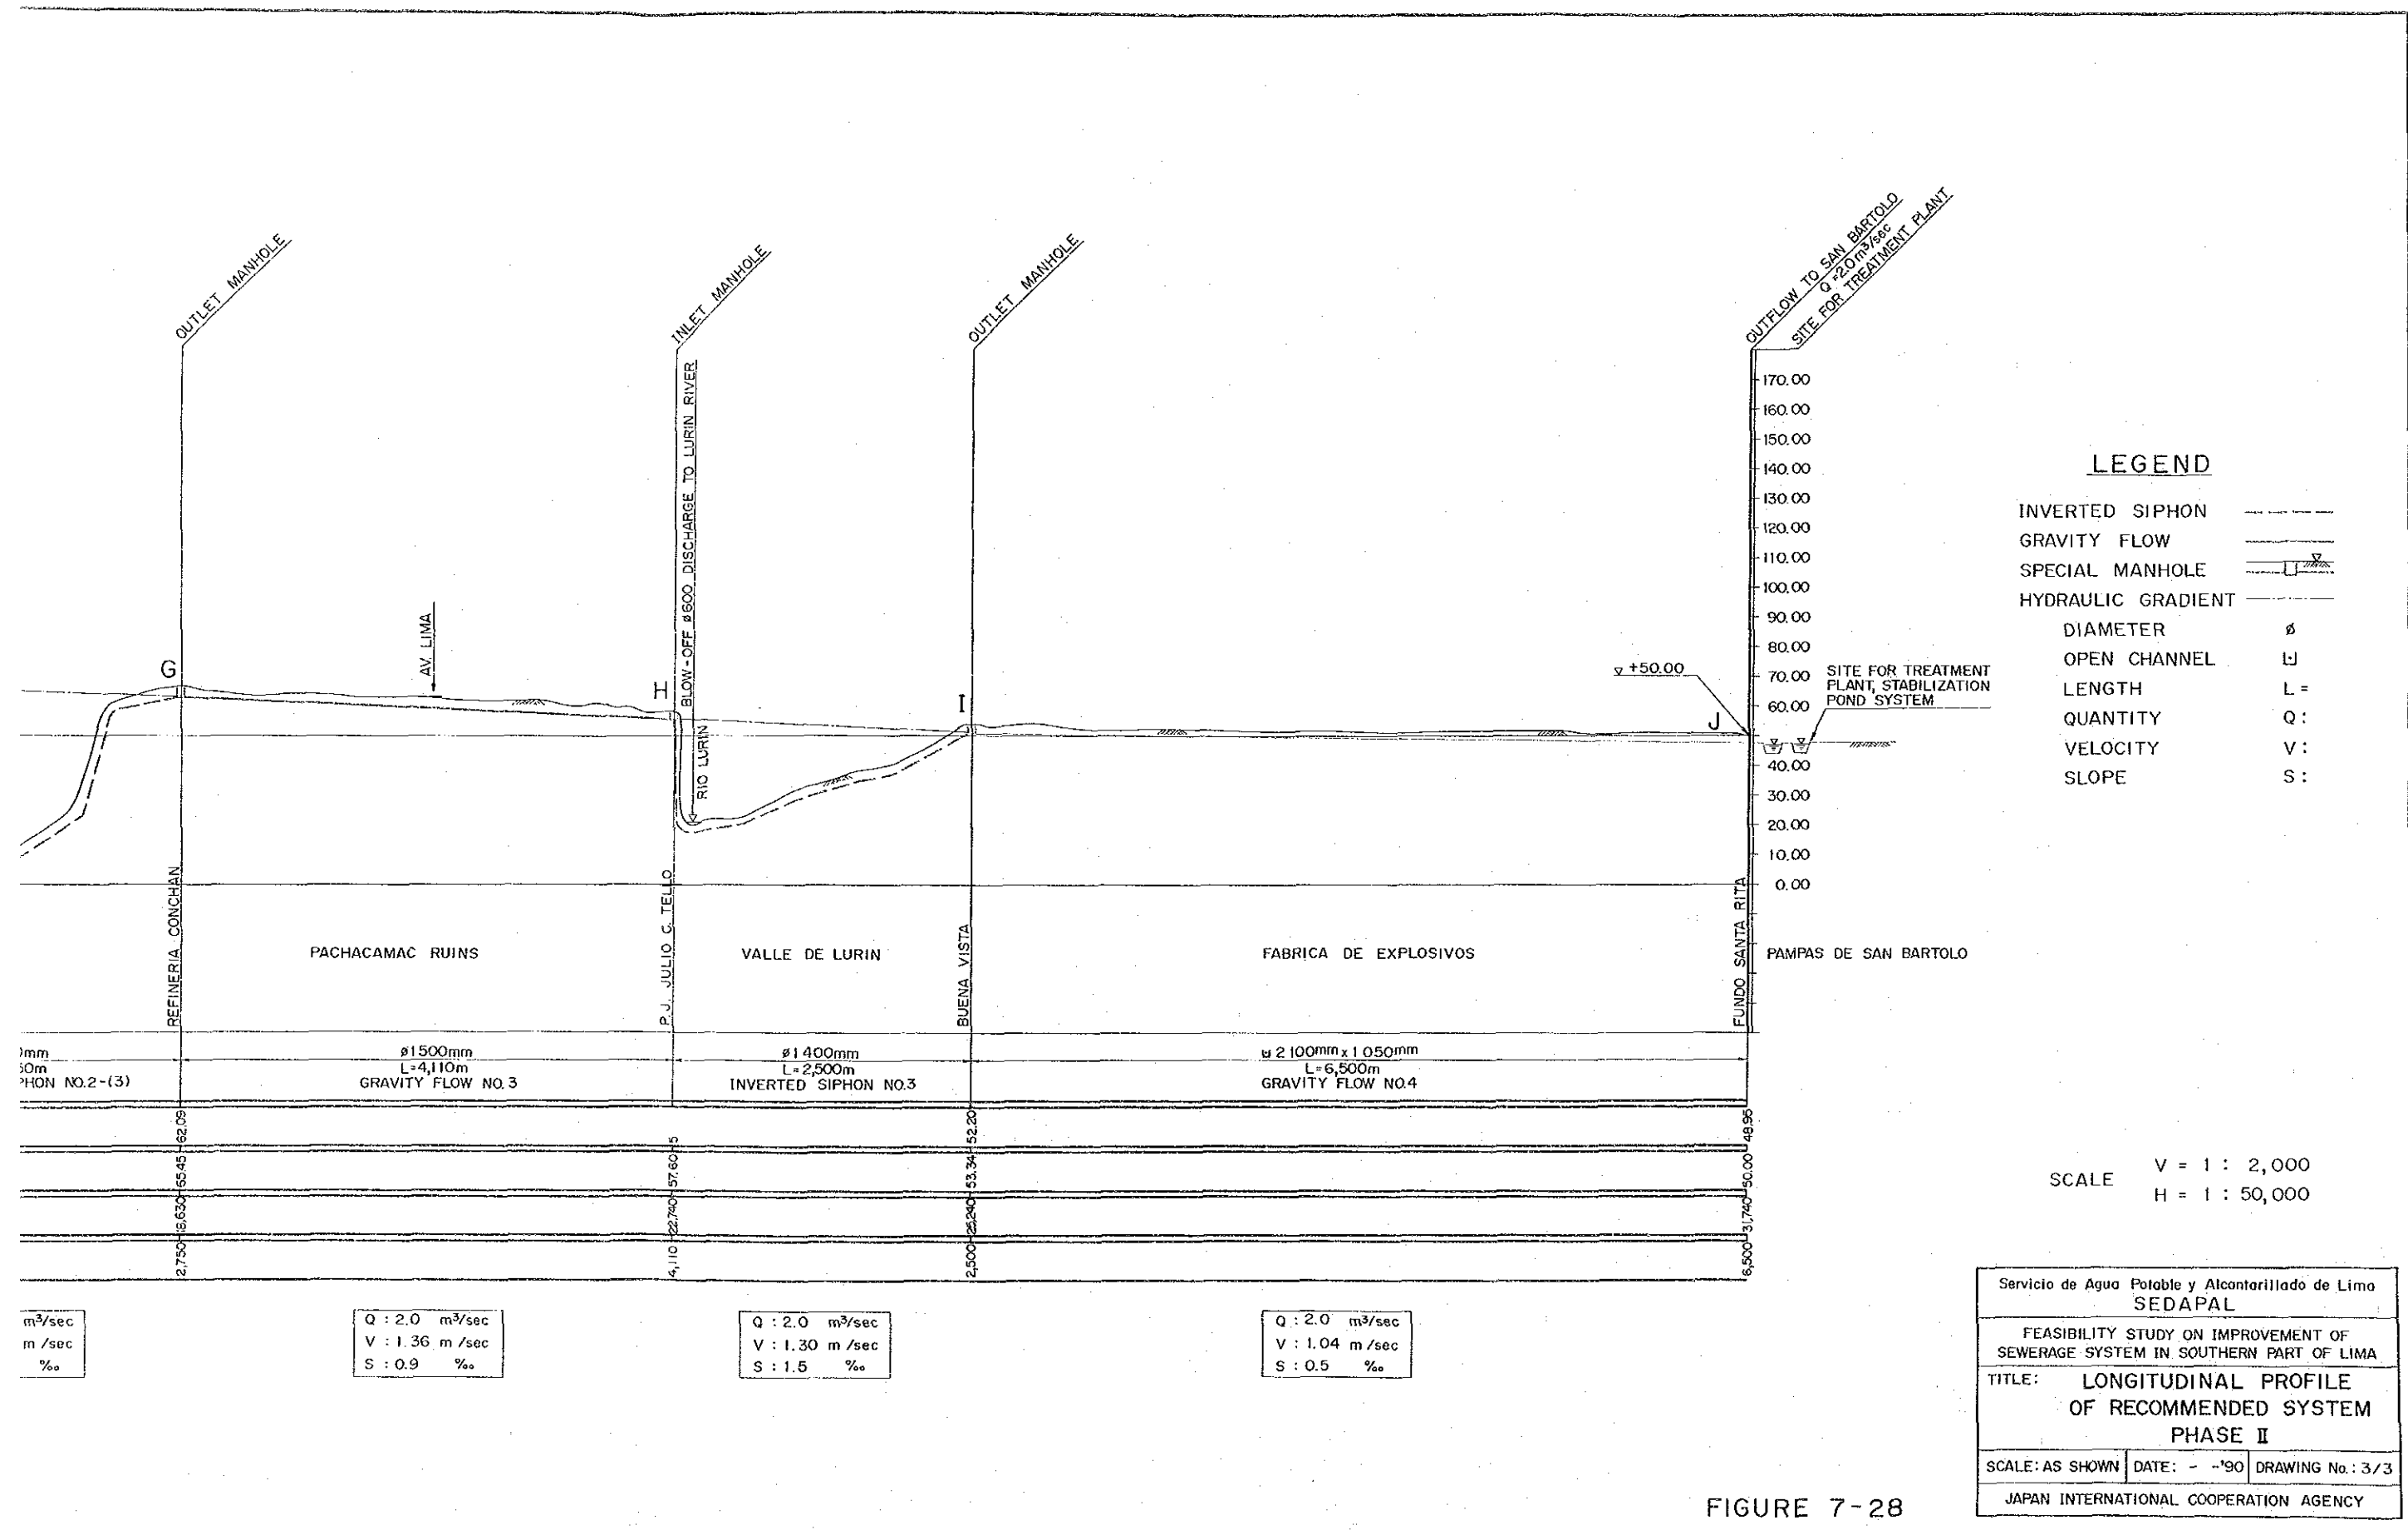 OUTLET MANHOLE
INLET MANHOLE
OUTLET MANHOLE
OUTFLOW TO SAN BARTOLO
Q = 2.0 m³/sec
SITE FOR TREATMENT PLANT
BLOW-OFF ø600 DISCHARGE TO LURIN RIVER
170.00
160.00
150.00
140.00
130.00
120.00
110.00
100.00
90.00
80.00
70.00
60.00
40.00
30.00
20.00
10.00
0.00
LEGEND
INVERTED SIPHON
GRAVITY FLOW
SPECIAL MANHOLE
HYDRAULIC GRADIENT
DIAMETER ø
OPEN CHANNEL
LENGTH L =
QUANTITY Q :
VELOCITY V :
SLOPE S :
G
AV. LIMA
H
RIO LURIN
I
+50.00
J
SITE FOR TREATMENT
PLANT, STABILIZATION
POND SYSTEM
REFINERIA CONCHAN
PACHACAMAC RUINS
P.J. JULIO C. TELLO
VALLE DE LURIN
BUENA VISTA
FABRICA DE EXPLOSIVOS
FUNDO SANTA RITA
PAMPAS DE SAN BARTOLO
mm
50m
PHON NO.2-(3)
ø1500mm
L=4,110m
GRAVITY FLOW NO.3
ø1400mm
L=2,500m
INVERTED SIPHON NO.3
2100mm x 1050mm
L=6,500m
GRAVITY FLOW NO.4
62.09
52.20
48.95
57.60
53.34
50.00
18,630
22,740
25,240
31,740
2,750
4,110
2,500
6,500
m³/sec
m /sec
‰
Q : 2.0 m³/sec
V : 1.36 m /sec
S : 0.9 ‰
Q : 2.0 m³/sec
V : 1.30 m /sec
S : 1.5 ‰
Q : 2.0 m³/sec
V : 1.04 m /sec
S : 0.5 ‰
SCALE
V = 1 : 2,000
H = 1 : 50,000
Servicio de Agua Potable y Alcantarillado de Lima
SEDAPAL
FEASIBILITY STUDY ON IMPROVEMENT OF
SEWERAGE SYSTEM IN SOUTHERN PART OF LIMA
TITLE: LONGITUDINAL PROFILE
OF RECOMMENDED SYSTEM
PHASE II
SCALE: AS SHOWN DATE: - -'90 DRAWING No.: 3/3
JAPAN INTERNATIONAL COOPERATION AGENCY
FIGURE 7-28